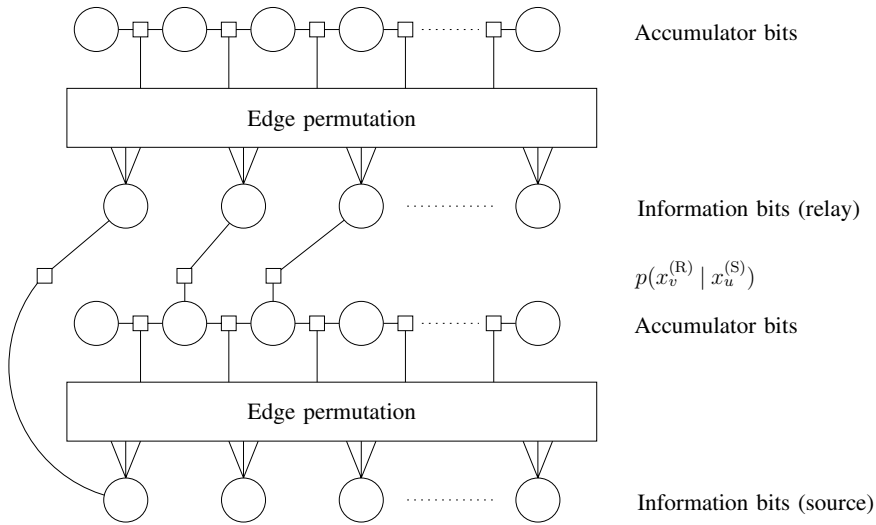 Accumulator bits
Edge permutation
Information bits (relay)
p(x_v^{(R)} | x_u^{(S)})
Accumulator bits
Edge permutation
Information bits (source)